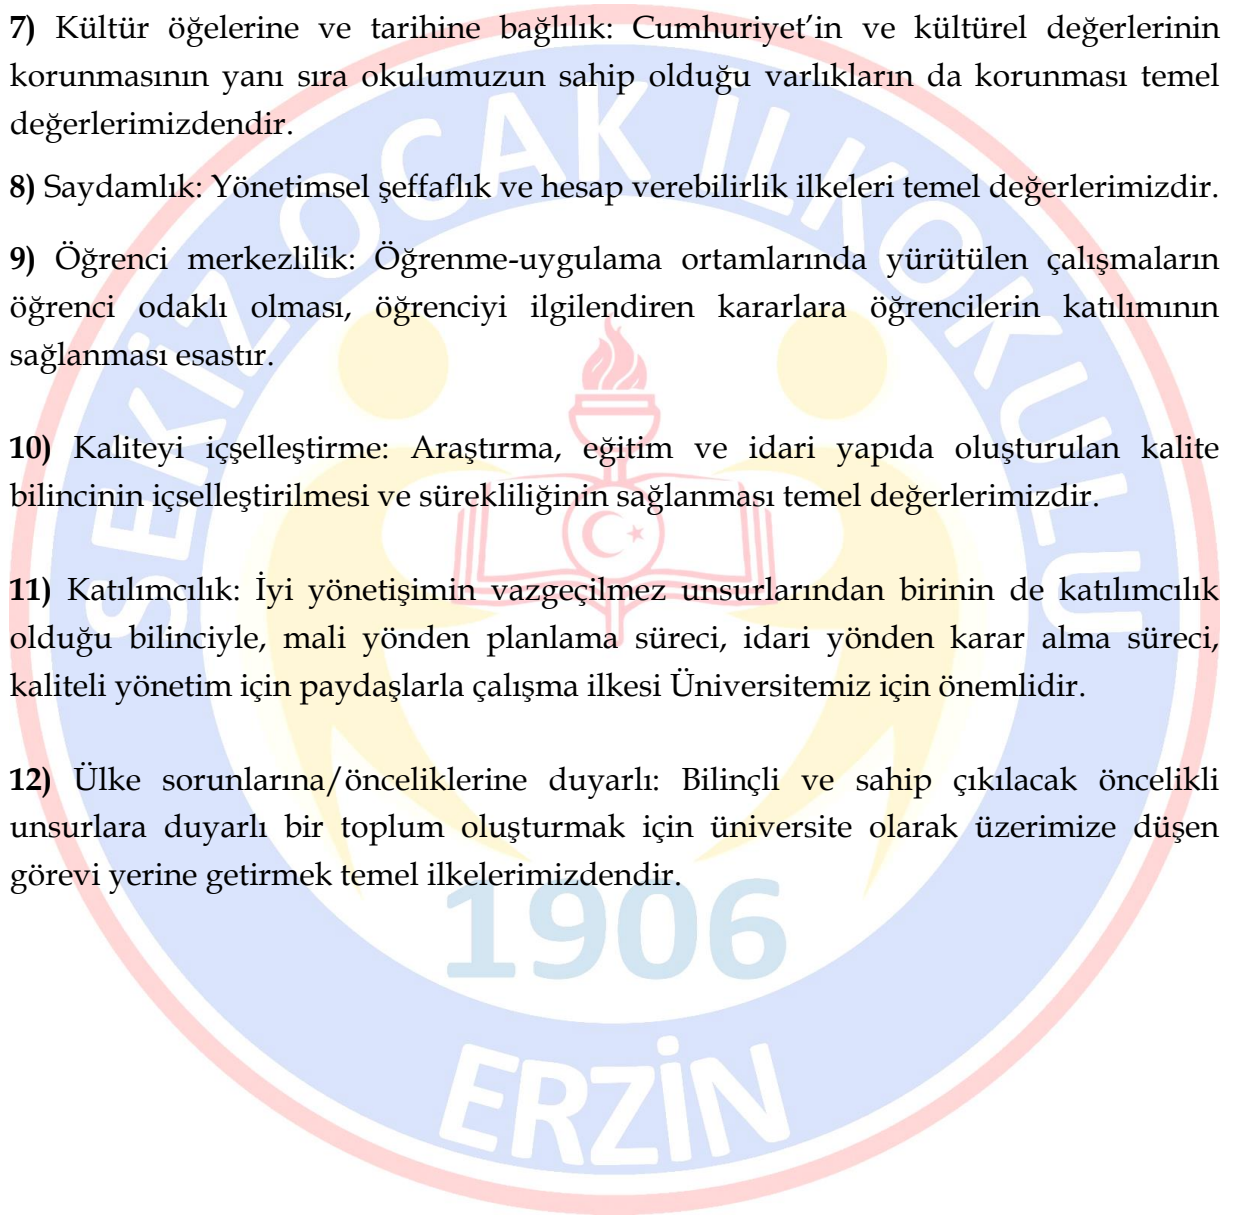 7) Kültür öğelerine ve tarihine bağlılık: Cumhuriyet'in ve kültürel değerlerinin
korunmasının yanı sıra okulumuzun sahip olduğu varlıkların da korunması temel
değerlerimizdendir.
8) Saydamlık: Yönetimsel şeffaflık ve hesap verebilirlik ilkeleri temel değerlerimizdir.
9) Öğrenci merkezlilik: Öğrenme-uygulama ortamlarında yürütülen çalışmaların
öğrenci odaklı olması, öğrenciyi ilgilendiren kararlara öğrencilerin katılımının
sağlanması esastır.
10) Kaliteyi içşelleştirme: Araştırma, eğitim ve idari yapıda oluşturulan kalite
bilincinin içselleştirilmesi ve sürekliliğinin sağlanması temel değerlerimizdir.
11) Katılımcılık: İyi yönetişimin vazgeçilmez unsurlarından birinin de katılımcılık
olduğu bilinciyle, mali yönden planlama süreci, idari yönden karar alma süreci,
kaliteli yönetim için paydaşlarla çalışma ilkesi Üniversitemiz için önemlidir.
12) Ülke sorunlarına/önceliklerine duyarlı: Bilinçli ve sahip çıkılacak öncelikli
unsurlara duyarlı bir toplum oluşturmak için üniversite olarak üzerimize düşen
görevi yerine getirmek temel ilkelerimizdendir.
SEKİZ OCAK İLKOKULU
1906
ERZİN